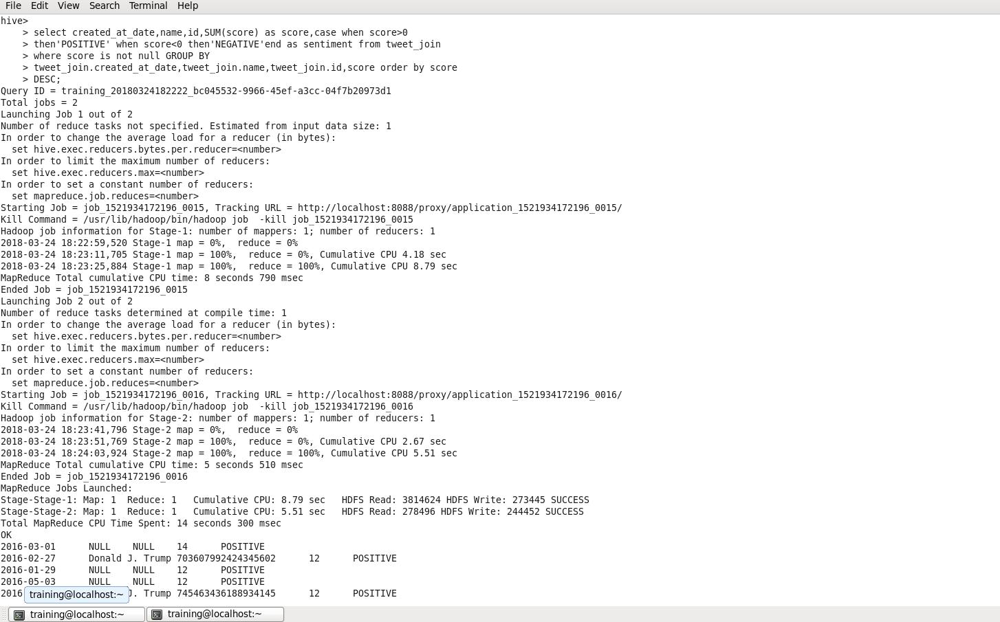 File Edit View Search Terminal Help
hive>
    > select created_at_date,name,id,SUM(score) as score,case when score>0
    > then'POSITIVE' when score<0 then'NEGATIVE'end as sentiment from tweet_join
    > where score is not null GROUP BY
    > tweet_join.created_at_date,tweet_join.name,tweet_join.id,score order by score
    > DESC;
Query ID = training_20180324182222_bc045532-9966-45ef-a3cc-04f7b20973d1
Total jobs = 2
Launching Job 1 out of 2
Number of reduce tasks not specified. Estimated from input data size: 1
In order to change the average load for a reducer (in bytes):
  set hive.exec.reducers.bytes.per.reducer=<number>
In order to limit the maximum number of reducers:
  set hive.exec.reducers.max=<number>
In order to set a constant number of reducers:
  set mapreduce.job.reduces=<number>
Starting Job = job_1521934172196_0015, Tracking URL = http://localhost:8088/proxy/application_1521934172196_0015/
Kill Command = /usr/lib/hadoop/bin/hadoop job  -kill job_1521934172196_0015
Hadoop job information for Stage-1: number of mappers: 1; number of reducers: 1
2018-03-24 18:22:59,520 Stage-1 map = 0%,  reduce = 0%
2018-03-24 18:23:11,705 Stage-1 map = 100%,  reduce = 0%, Cumulative CPU 4.18 sec
2018-03-24 18:23:25,884 Stage-1 map = 100%,  reduce = 100%, Cumulative CPU 8.79 sec
MapReduce Total cumulative CPU time: 8 seconds 790 msec
Ended Job = job_1521934172196_0015
Launching Job 2 out of 2
Number of reduce tasks determined at compile time: 1
In order to change the average load for a reducer (in bytes):
  set hive.exec.reducers.bytes.per.reducer=<number>
In order to limit the maximum number of reducers:
  set hive.exec.reducers.max=<number>
In order to set a constant number of reducers:
  set mapreduce.job.reduces=<number>
Starting Job = job_1521934172196_0016, Tracking URL = http://localhost:8088/proxy/application_1521934172196_0016/
Kill Command = /usr/lib/hadoop/bin/hadoop job  -kill job_1521934172196_0016
Hadoop job information for Stage-2: number of mappers: 1; number of reducers: 1
2018-03-24 18:23:41,796 Stage-2 map = 0%,  reduce = 0%
2018-03-24 18:23:51,769 Stage-2 map = 100%,  reduce = 0%, Cumulative CPU 2.67 sec
2018-03-24 18:24:03,924 Stage-2 map = 100%,  reduce = 100%, Cumulative CPU 5.51 sec
MapReduce Total cumulative CPU time: 5 seconds 510 msec
Ended Job = job_1521934172196_0016
MapReduce Jobs Launched:
Stage-Stage-1: Map: 1  Reduce: 1   Cumulative CPU: 8.79 sec   HDFS Read: 3814624 HDFS Write: 273445 SUCCESS
Stage-Stage-2: Map: 1  Reduce: 1   Cumulative CPU: 5.51 sec   HDFS Read: 278496 HDFS Write: 244452 SUCCESS
Total MapReduce CPU Time Spent: 14 seconds 300 msec
OK
2016-03-01      NULL    NULL    14      POSITIVE
2016-02-27      Donald J. Trump 703607992424345602      12      POSITIVE
2016-01-29      NULL    NULL    12      POSITIVE
2016-05-03      NULL    NULL    12      POSITIVE
2016 training@localhost:~ J. Trump 745463436188934145      12      POSITIVE
training@localhost:~ training@localhost:~